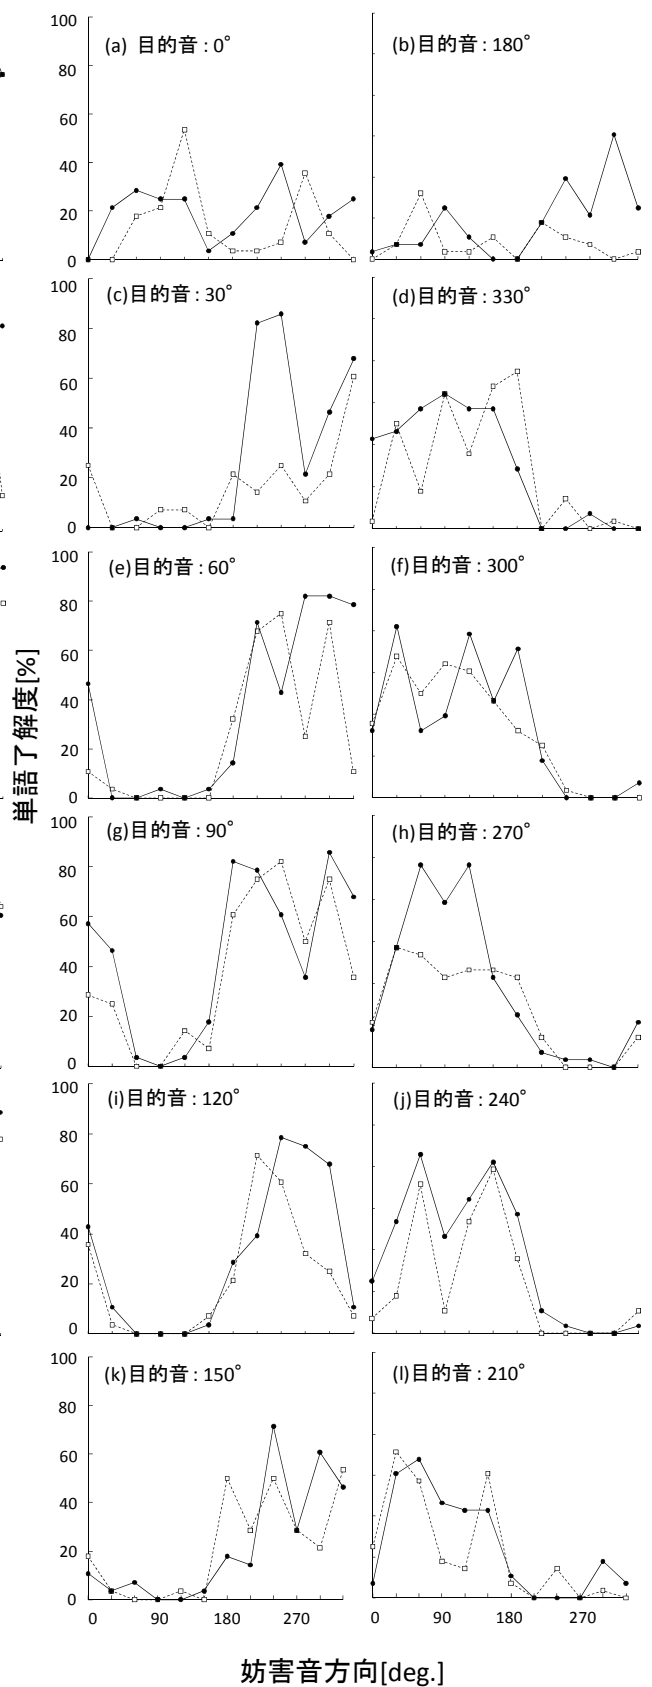 (a) 目的音 : 0°
(b)目的音 : 180°
100
80
60
40
20
0
(c)目的音 : 30°
(d)目的音 : 330°
100
80
60
40
20
0
(e)目的音 : 60°
(f)目的音 : 300°
100
80
60
40
20
0
単語了解度[%]
(g)目的音 : 90°
(h)目的音 : 270°
100
80
60
40
20
0
(i)目的音 : 120°
(j)目的音 : 240°
100
80
60
40
20
0
(k)目的音 : 150°
(l)目的音 : 210°
100
80
60
40
20
0
0 90 180 270
0 90 180 270
妨害音方向[deg.]